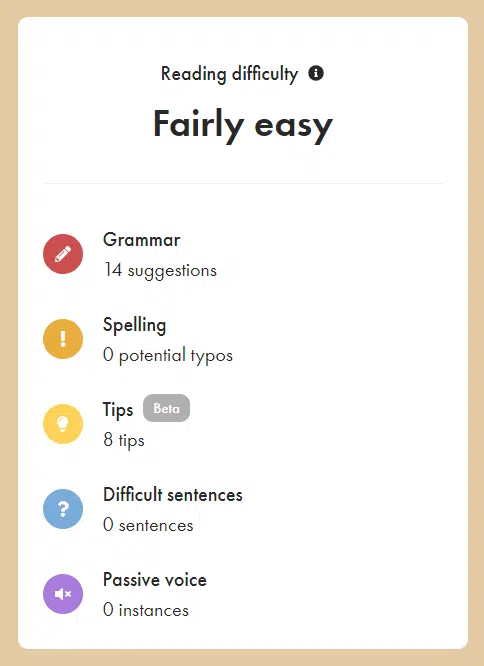 Reading difficulty
Fairly easy
Grammar
14 suggestions
Spelling
0 potential typos
Tips Beta
8 tips
Difficult sentences
0 sentences
Passive voice
0 instances